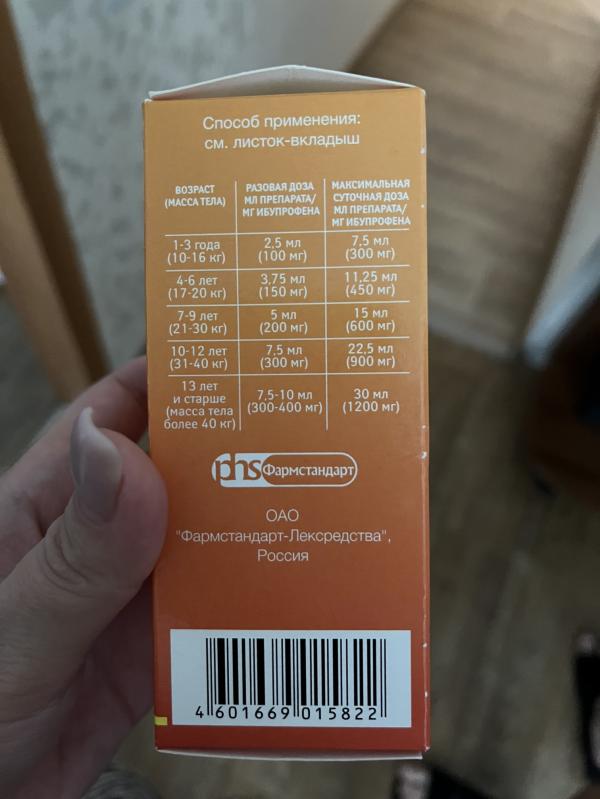 Способ применения:
см. листок-вкладыш
ВОЗРАСТ
(МАССА ТЕЛА)
РАЗОВАЯ ДОЗА
МЛ ПРЕПАРАТА/
МГ ИБУПРОФЕНА
МАКСИМАЛЬНАЯ
СУТОЧНАЯ ДОЗА
МЛ ПРЕПАРАТА/
МГ ИБУПРОФЕНА
1-3 года
(10-16 кг)
2,5 мл
(100 мг)
7,5 мл
(300 мг)
4-6 лет
(17-20 кг)
3,75 мл
(150 мг)
11,25 мл
(450 мг)
7-9 лет
(21-30 кг)
5 мл
(200 мг)
15 мл
(600 мг)
10-12 лет
(31-40 кг)
7,5 мл
(300 мг)
22,5 мл
(900 мг)
13 лет
и старше
(масса тела
более 40 кг)
7,5-10 мл
(300-400 мг)
30 мл
(1200 мг)
phs Фармстандарт
ОАО
"Фармстандарт-Лексредства",
Россия
4 601669 015822